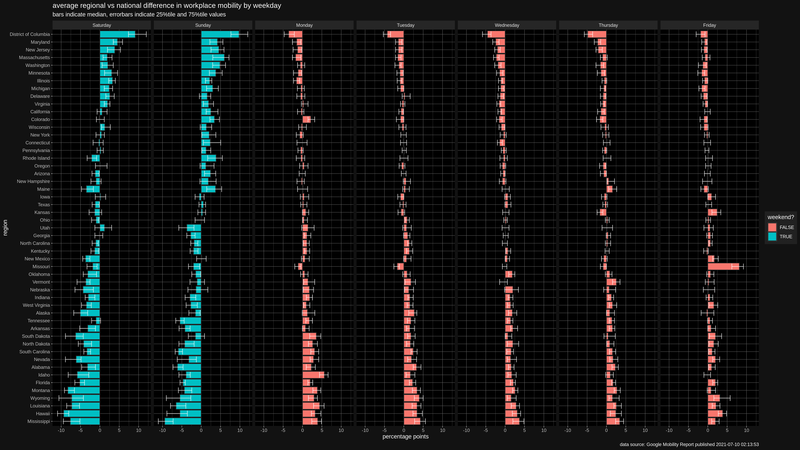 average regional vs national difference in workplace mobility by weekday
bars indicate median, errorbars indicate 25%tile and 75%tile values
Saturday Sunday Monday Tuesday Wednesday Thursday Friday
District of Columbia
Maryland
New Jersey
Massachusetts
Washington
Minnesota
Illinois
Michigan
Delaware
Virginia
California
Colorado
Wisconsin
New York
Connecticut
Pennsylvania
Rhode Island
Oregon
Arizona
New Hampshire
Maine
Iowa
Texas
Kansas
Ohio
Utah
Georgia
North Carolina
Kentucky
New Mexico
Missouri
Oklahoma
Vermont
Nebraska
Indiana
West Virginia
Alaska
Tennessee
Arkansas
South Dakota
North Dakota
South Carolina
Nevada
Alabama
Idaho
Florida
Montana
Wyoming
Louisiana
Hawaii
Mississippi
region
weekend?
FALSE
TRUE
-10 -5 0 5 10 -10 -5 0 5 10 -10 -5 0 5 10 -10 -5 0 5 10 -10 -5 0 5 10 -10 -5 0 5 10 -10 -5 0 5 10
percentage points
data source: Google Mobility Report published 2021-07-10 02:13:53